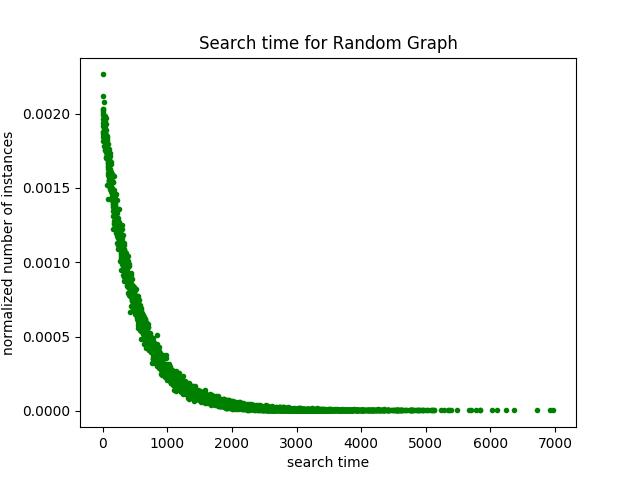 Search time for Random Graph
normalized number of instances
0.0020
0.0015
0.0010
0.0005
0.0000
0 1000 2000 3000 4000 5000 6000 7000
search time